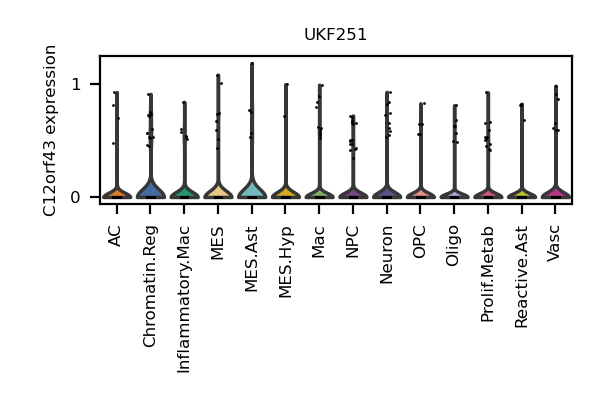 UKF251
C12orf43 expression
1
0
AC
Chromatin.Reg
Inflammatory.Mac
MES
MES.Ast
MES.Hyp
Mac
NPC
Neuron
OPC
Oligo
Prolif.Metab
Reactive.Ast
Vasc